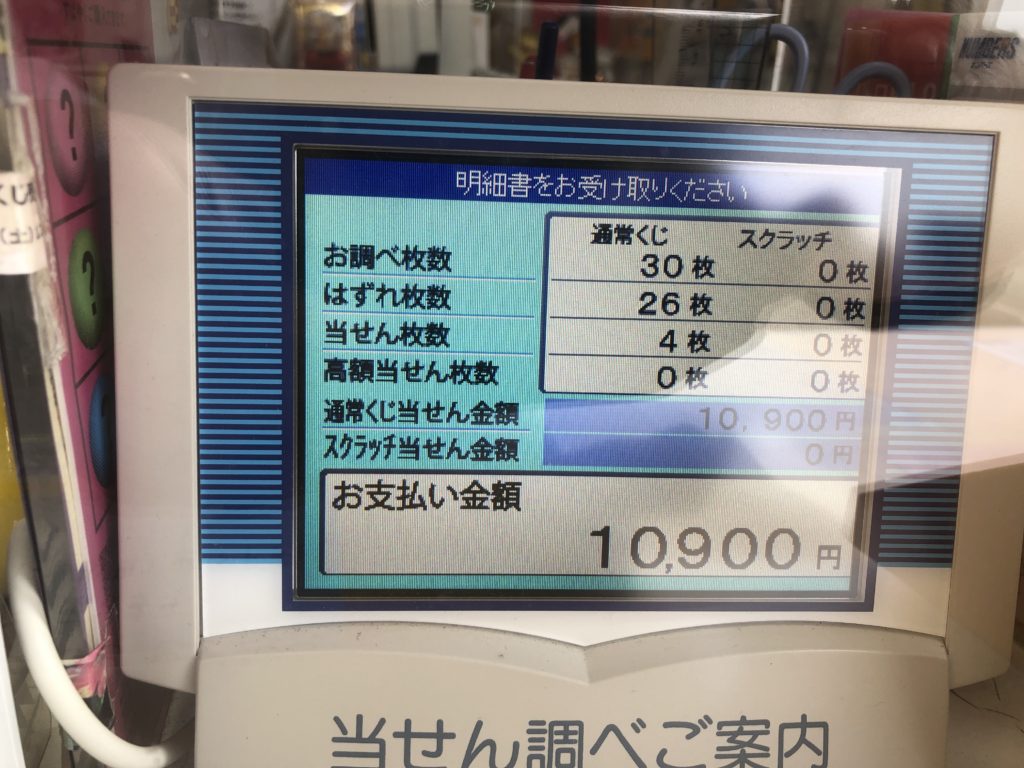 NUMBERS
?
?
明細書をお受け取りください
通常くじ スクラッチ
お調べ枚数 30枚 0枚
はずれ枚数 26枚 0枚
当せん枚数 4枚 0枚
高額当せん枚数 0枚 0枚
通常くじ当せん金額 10,900円
スクラッチ当せん金額 0円
お支払い金額
10,900円
当せん調べご案内